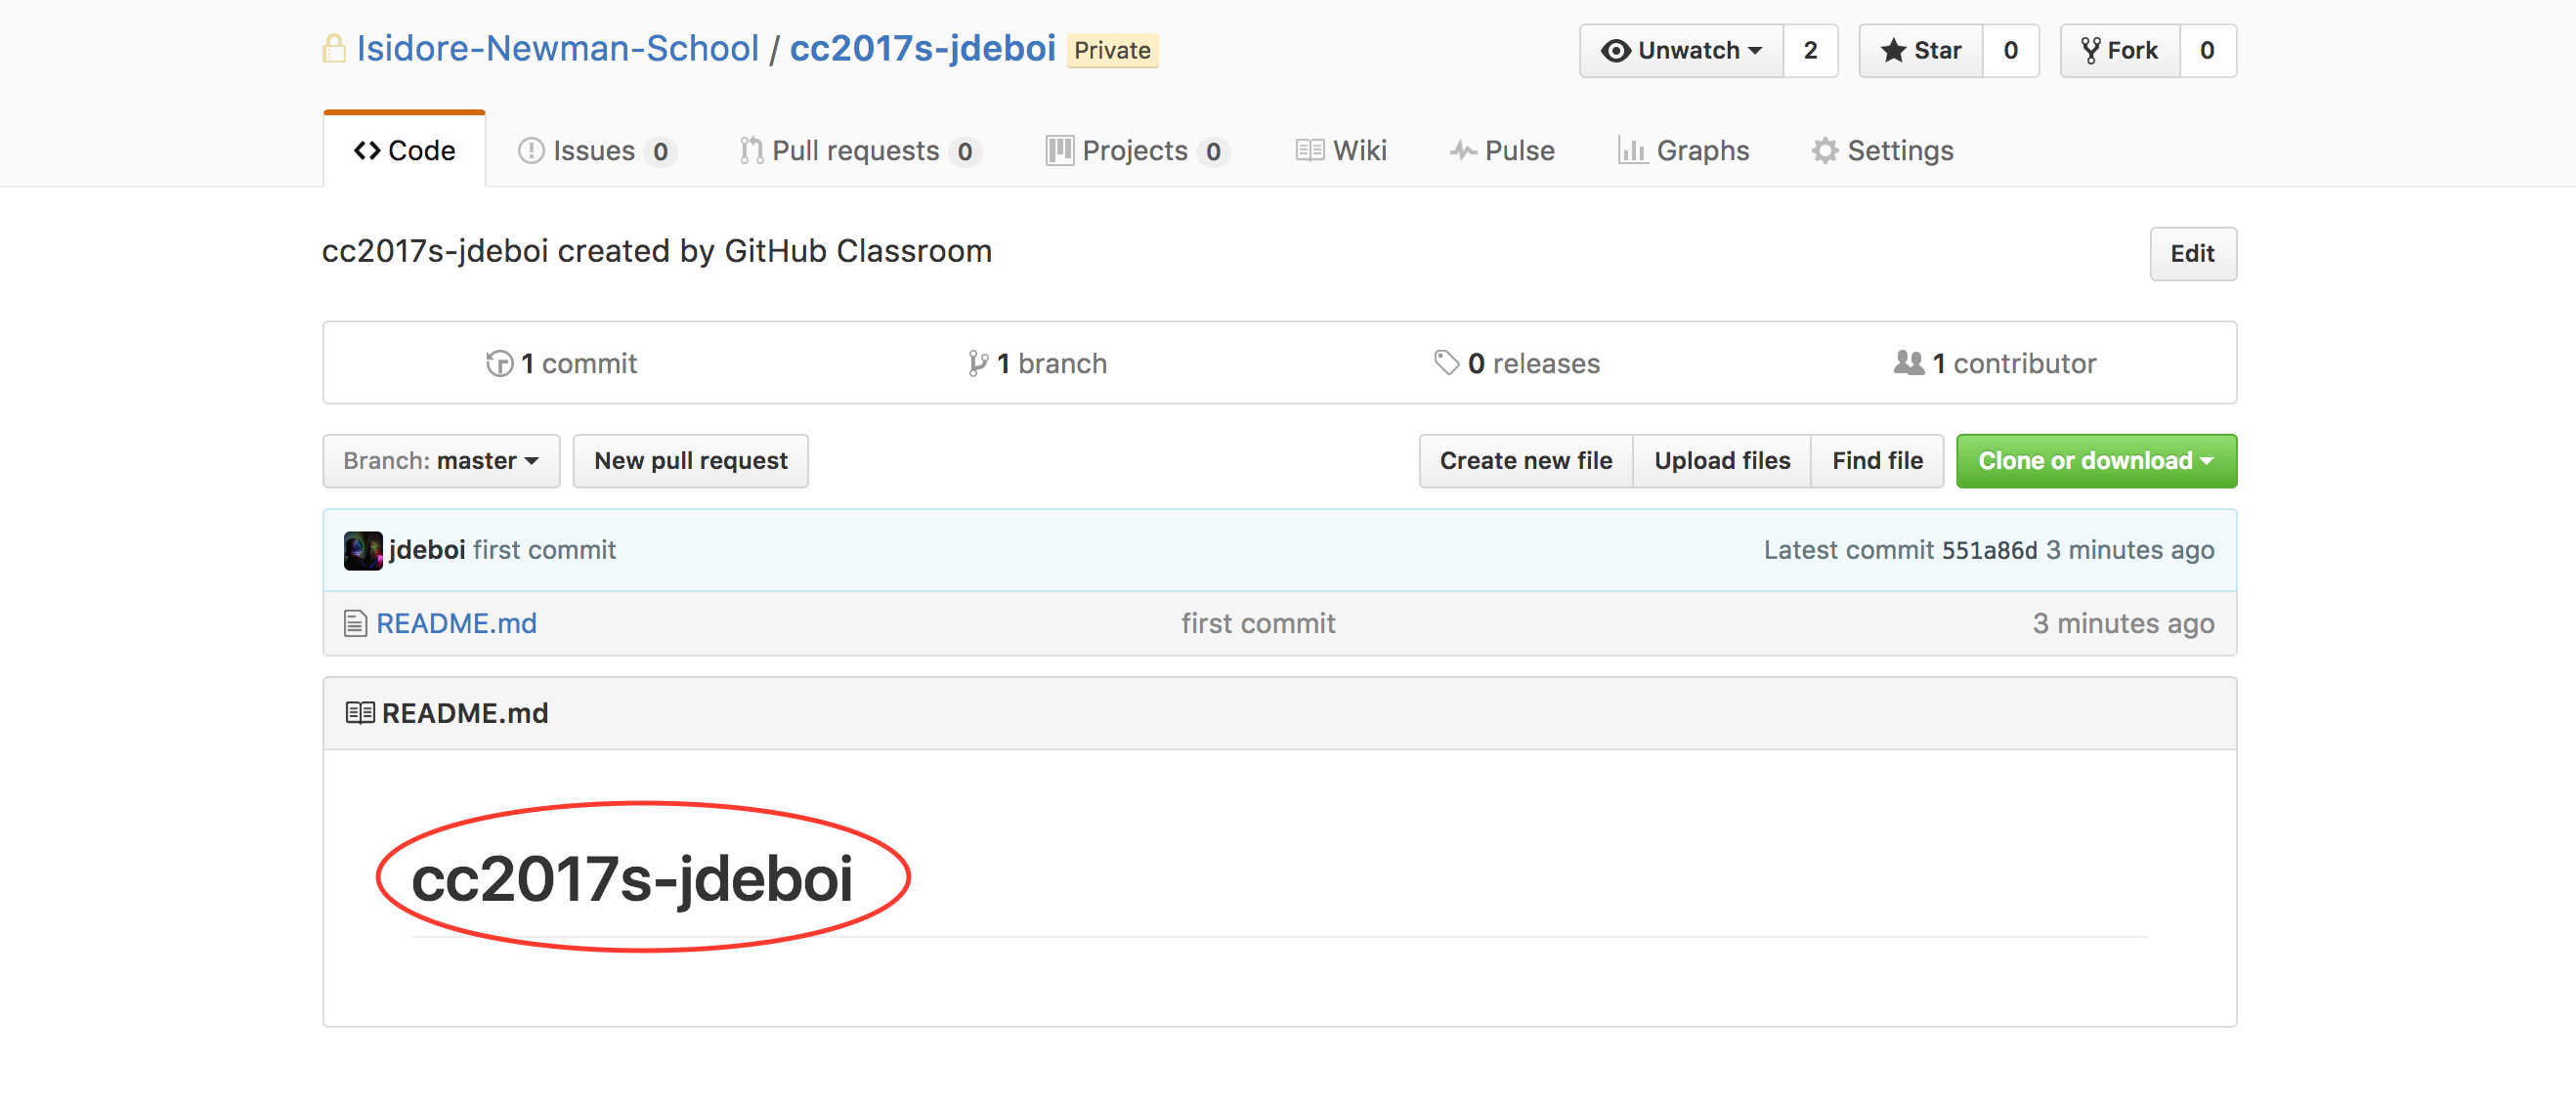 Isidore-Newman-School / cc2017s-jdeboi Private Unwatch 2 Star 0 Fork 0
Code Issues 0 Pull requests 0 Projects 0 Wiki Pulse Graphs Settings
cc2017s-jdeboi created by GitHub Classroom Edit
1 commit 1 branch 0 releases 1 contributor
Branch: master New pull request Create new file Upload files Find file Clone or download
jdeboi first commit Latest commit 551a86d 3 minutes ago
README.md first commit 3 minutes ago
README.md
cc2017s-jdeboi